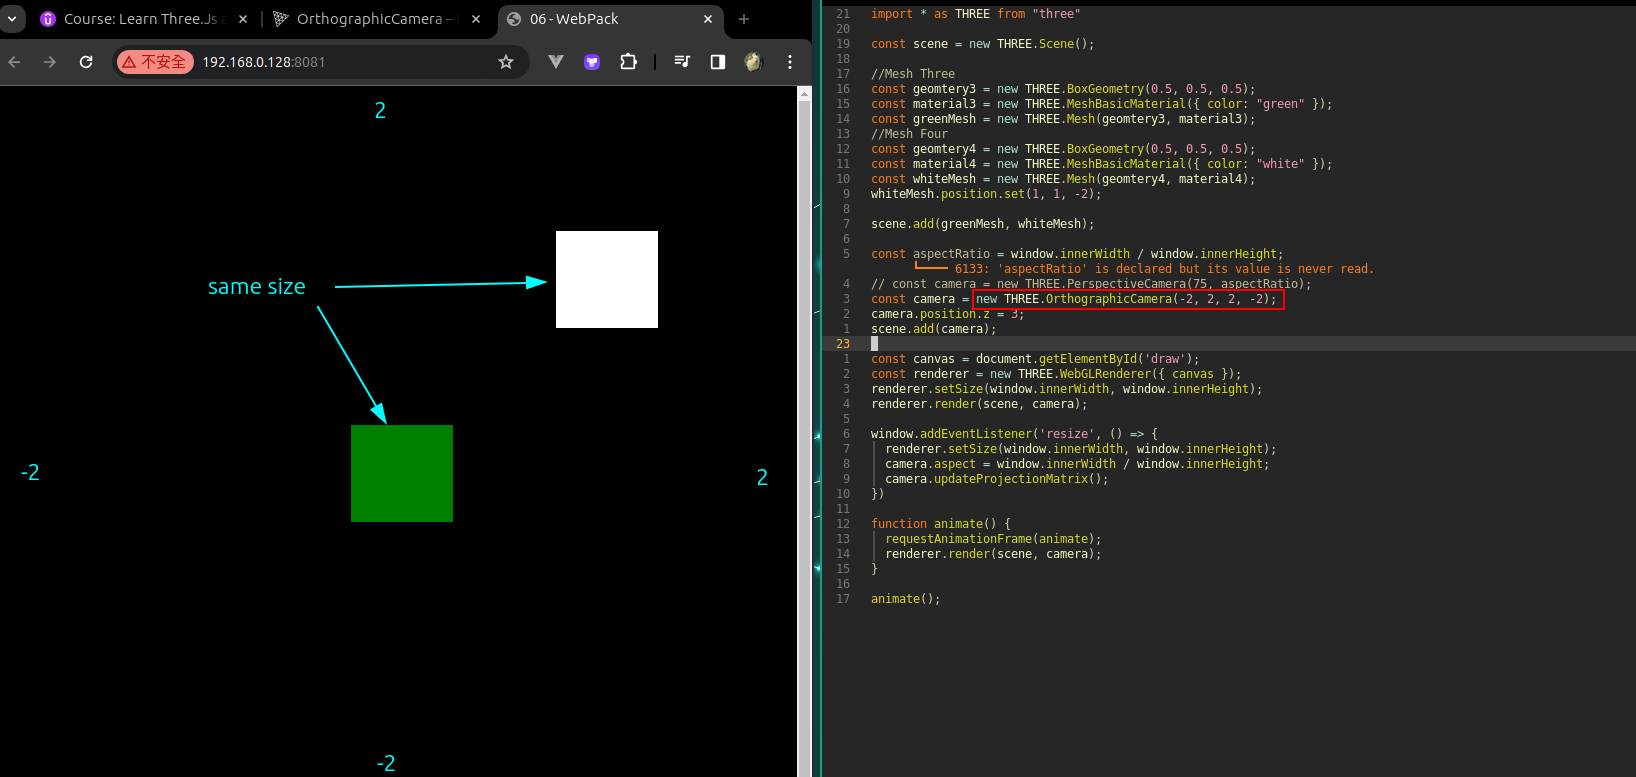 Course: Learn Three.Js a
OrthographicCamera –
06 - WebPack
不安全 192.168.0.128:8081
2
same size
-2
2
-2
21 import * as THREE from "three"
20
19 const scene = new THREE.Scene();
18
17 //Mesh Three
16 const geomtery3 = new THREE.BoxGeometry(0.5, 0.5, 0.5);
15 const material3 = new THREE.MeshBasicMaterial({ color: "green" });
14 const greenMesh = new THREE.Mesh(geomtery3, material3);
13 //Mesh Four
12 const geomtery4 = new THREE.BoxGeometry(0.5, 0.5, 0.5);
11 const material4 = new THREE.MeshBasicMaterial({ color: "white" });
10 const whiteMesh = new THREE.Mesh(geomtery4, material4);
9 whiteMesh.position.set(1, 1, -2);
8
7 scene.add(greenMesh, whiteMesh);
6
5 const aspectRatio = window.innerWidth / window.innerHeight;
6133: 'aspectRatio' is declared but its value is never read.
4 // const camera = new THREE.PerspectiveCamera(75, aspectRatio);
3 const camera = new THREE.OrthographicCamera(-2, 2, 2, -2);
2 camera.position.z = 3;
1 scene.add(camera);
23
1 const canvas = document.getElementById('draw');
2 const renderer = new THREE.WebGLRenderer({ canvas });
3 renderer.setSize(window.innerWidth, window.innerHeight);
4 renderer.render(scene, camera);
5
6 window.addEventListener('resize', () => {
7 renderer.setSize(window.innerWidth, window.innerHeight);
8 camera.aspect = window.innerWidth / window.innerHeight;
9 camera.updateProjectionMatrix();
10 })
11
12 function animate() {
13 requestAnimationFrame(animate);
14 renderer.render(scene, camera);
15 }
16
17 animate();